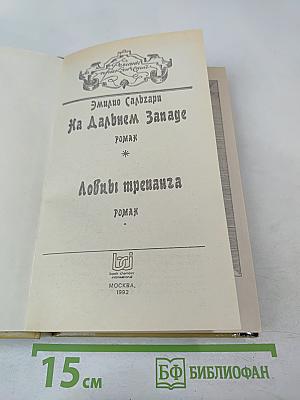 Эмилио Сальгари
На Дальнем Западе
роман
*
Ловцы трепанга
роман
МОСКВА,
1992
15 см
БФ БИБЛИОФАН